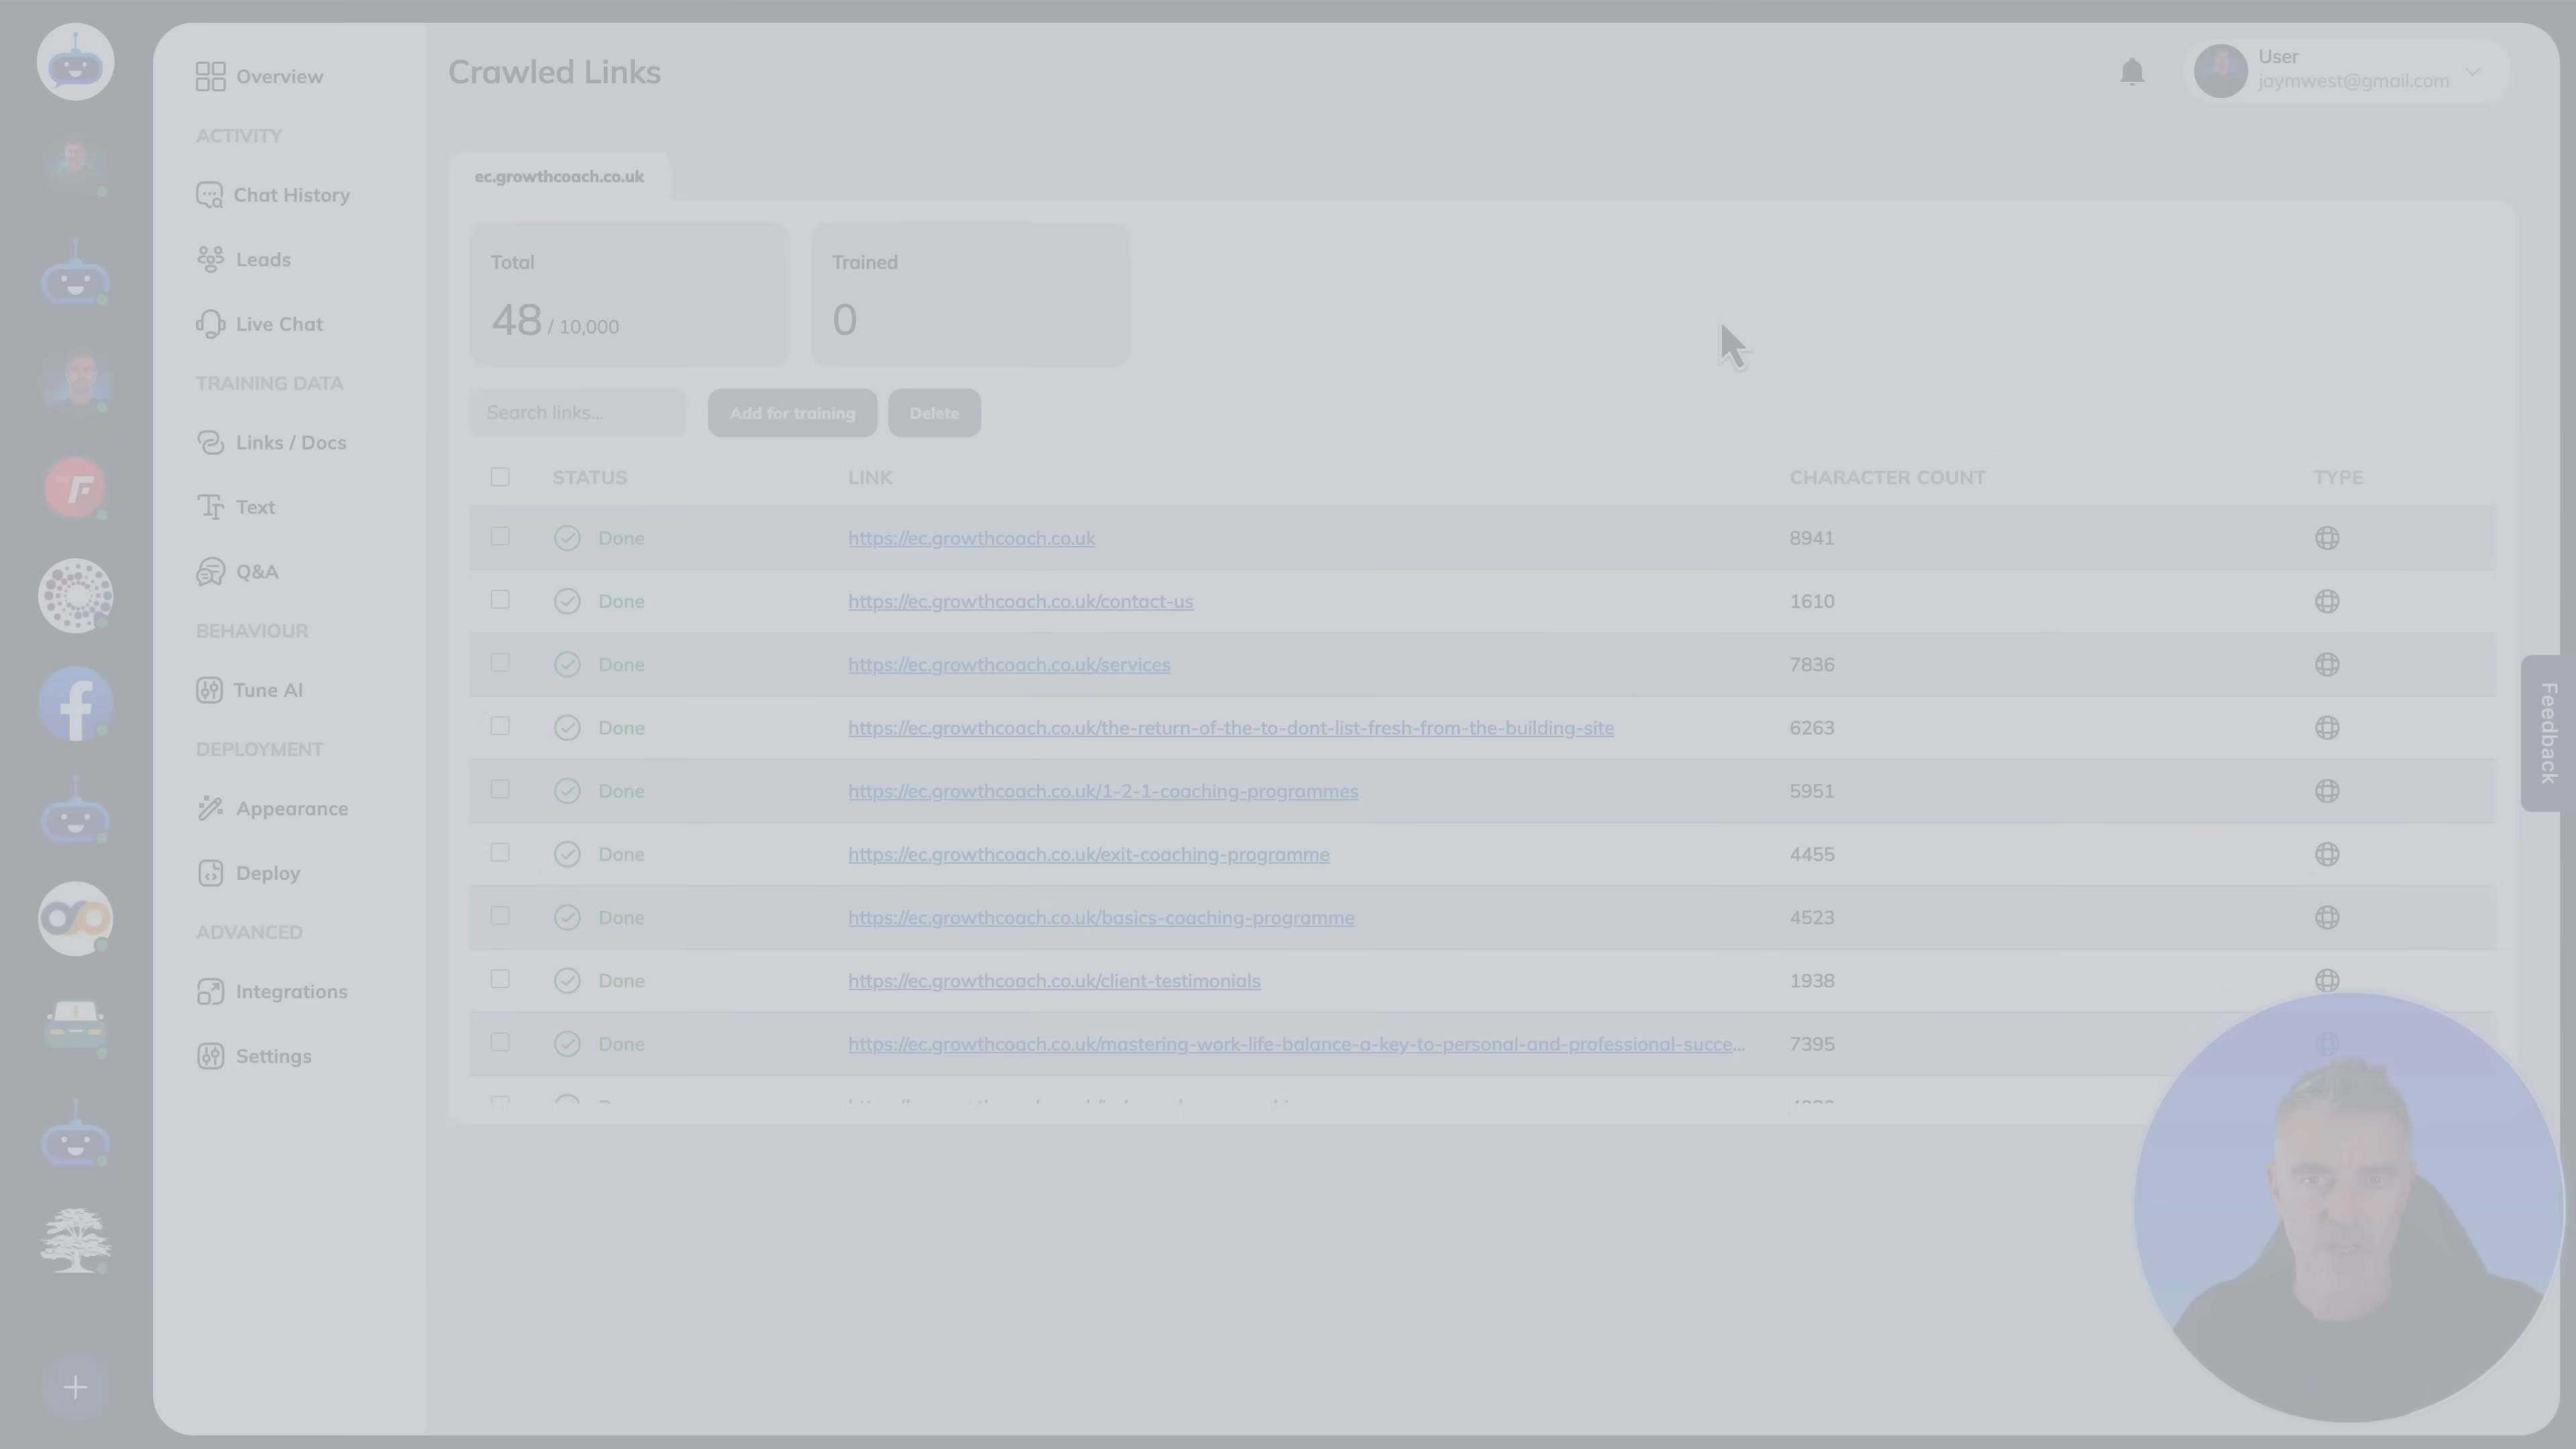 Overview
ACTIVITY
Chat History
Leads
Live Chat
TRAINING DATA
Links / Docs
Text
Q&A
BEHAVIOUR
Tune AI
DEPLOYMENT
Appearance
Deploy
ADVANCED
Integrations
Settings
Crawled Links
User
jaymwest@gmail.com
ec.growthcoach.co.uk
Total
48 / 10,000
Trained
0
Search links...
Add for training
Delete
STATUS LINK CHARACTER COUNT TYPE
Done https://ec.growthcoach.co.uk 8941
Done https://ec.growthcoach.co.uk/contact-us 1610
Done https://ec.growthcoach.co.uk/services 7836
Done https://ec.growthcoach.co.uk/the-return-of-the-to-dont-list-fresh-from-the-building-site 6263
Done https://ec.growthcoach.co.uk/1-2-1-coaching-programmes 5951
Done https://ec.growthcoach.co.uk/exit-coaching-programme 4455
Done https://ec.growthcoach.co.uk/basics-coaching-programme 4523
Done https://ec.growthcoach.co.uk/client-testimonials 1938
Done https://ec.growthcoach.co.uk/mastering-work-life-balance-a-key-to-personal-and-professional-succe... 7395
Feedback